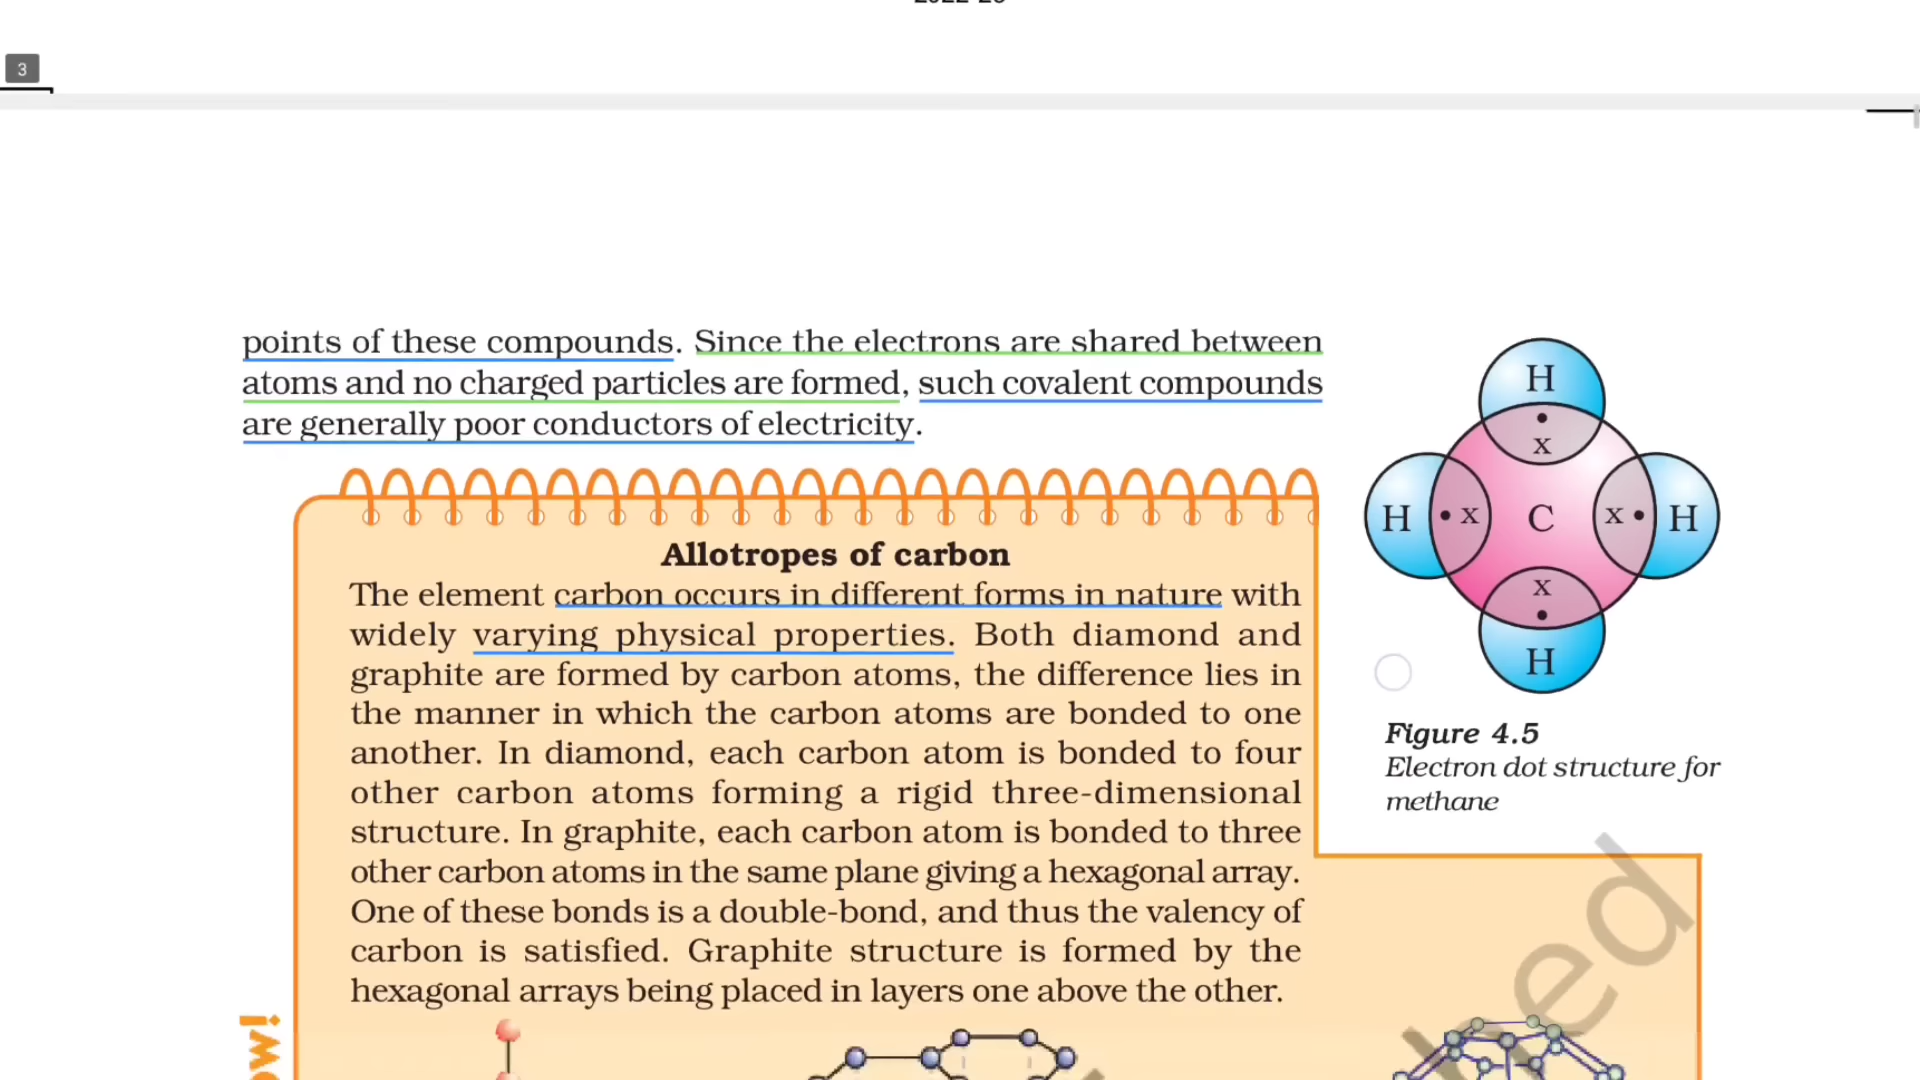 3
points of these compounds. Since the electrons are shared between
atoms and no charged particles are formed, such covalent compounds
are generally poor conductors of electricity.
Allotropes of carbon
The element carbon occurs in different forms in nature with
widely varying physical properties. Both diamond and
graphite are formed by carbon atoms, the difference lies in
the manner in which the carbon atoms are bonded to one
another. In diamond, each carbon atom is bonded to four
other carbon atoms forming a rigid three-dimensional
structure. In graphite, each carbon atom is bonded to three
other carbon atoms in the same plane giving a hexagonal array.
One of these bonds is a double-bond, and thus the valency of
carbon is satisfied. Graphite structure is formed by the
hexagonal arrays being placed in layers one above the other.
H
x
H x C x H
x
H
Figure 4.5
Electron dot structure for
methane